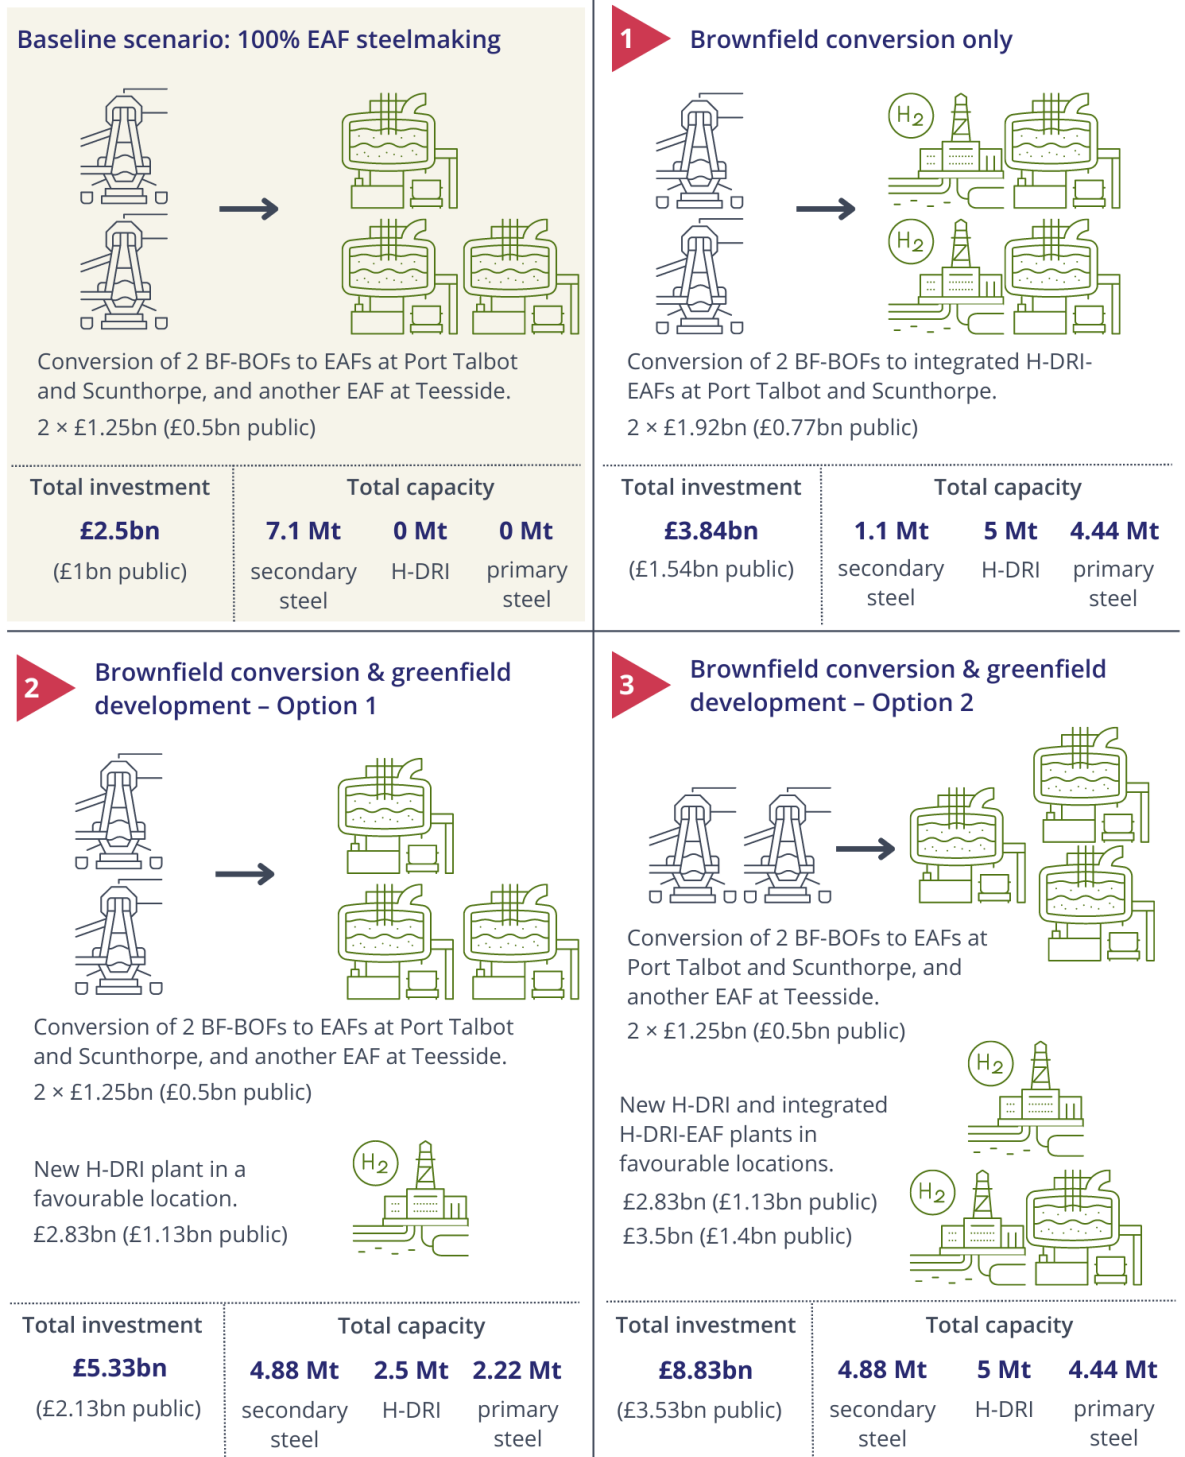 Baseline scenario: 100% EAF steelmaking
Conversion of 2 BF-BOFs to EAFs at Port Talbot
and Scunthorpe, and another EAF at Teesside.
2 × £1.25bn (£0.5bn public)
Total investment
£2.5bn
(£1bn public)
Total capacity
7.1 Mt 0 Mt 0 Mt
secondary H-DRI primary
steel steel
1 Brownfield conversion only
H2
H2
Conversion of 2 BF-BOFs to integrated H-DRI-
EAFs at Port Talbot and Scunthorpe.
2 × £1.92bn (£0.77bn public)
Total investment
£3.84bn
(£1.54bn public)
Total capacity
1.1 Mt 5 Mt 4.44 Mt
secondary H-DRI primary
steel steel
2 Brownfield conversion & greenfield
development – Option 1
Conversion of 2 BF-BOFs to EAFs at Port Talbot
and Scunthorpe, and another EAF at Teesside.
2 × £1.25bn (£0.5bn public)
New H-DRI plant in a
favourable location.
£2.83bn (£1.13bn public)
H2
Total investment
£5.33bn
(£2.13bn public)
Total capacity
4.88 Mt 2.5 Mt 2.22 Mt
secondary H-DRI primary
steel steel
3 Brownfield conversion & greenfield
development – Option 2
Conversion of 2 BF-BOFs to EAFs at
Port Talbot and Scunthorpe, and
another EAF at Teesside.
2 × £1.25bn (£0.5bn public)
H2
New H-DRI and integrated
H-DRI-EAF plants in
favourable locations.
£2.83bn (£1.13bn public)
£3.5bn (£1.4bn public)
H2
Total investment
£8.83bn
(£3.53bn public)
Total capacity
4.88 Mt 5 Mt 4.44 Mt
secondary H-DRI primary
steel steel